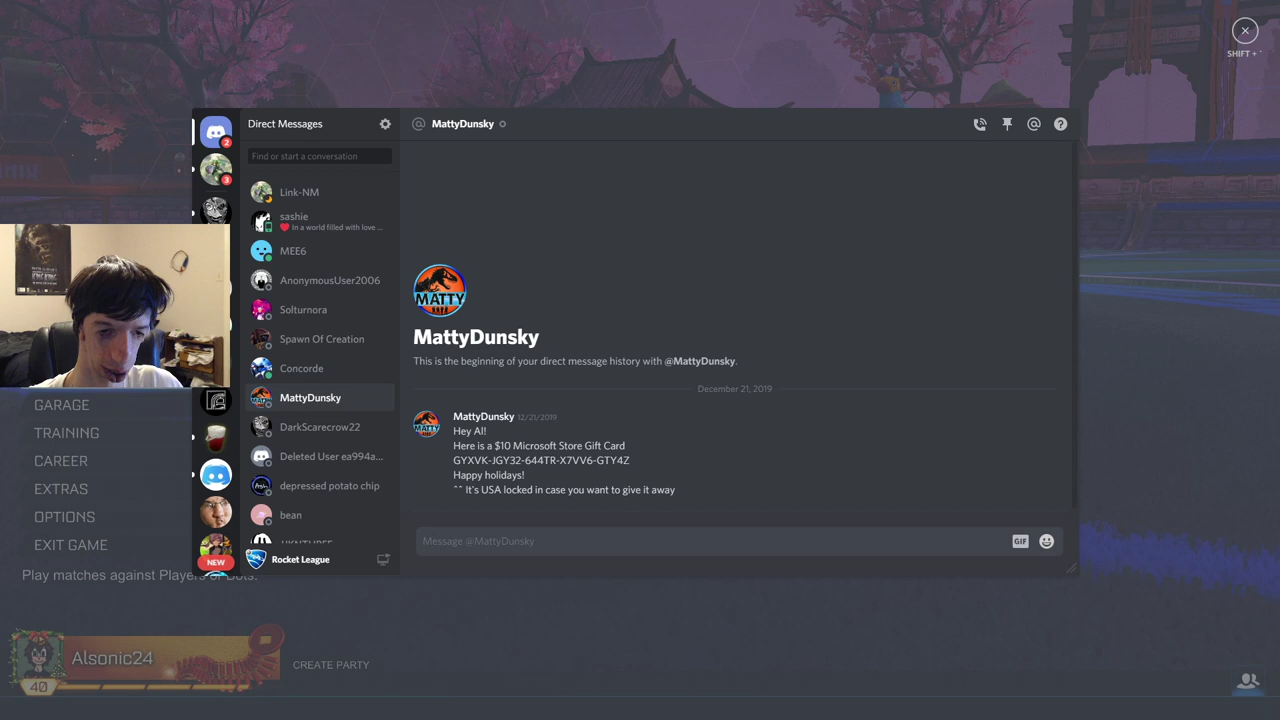 SHIFT + `
Direct Messages
MattyDunsky
Find or start a conversation
2
3
Link-NM
sashie
In a world filled with love ...
MEE6
AnonymousUser2006
Solturnora
Spawn Of Creation
Concorde
MattyDunsky
DarkScarecrow22
Deleted User ea994a...
depressed potato chip
bean
NEW
Rocket League
MATTY
MattyDunsky
This is the beginning of your direct message history with @MattyDunsky.
December 21, 2019
MattyDunsky 12/21/2019
Hey Al!
Here is a $10 Microsoft Store Gift Card
GYXVK-JGY32-644TR-X7VV6-GTY4Z
Happy holidays!
^^ It's USA locked in case you want to give it away
Message @MattyDunsky
GIF
KONG
GARAGE
TRAINING
CAREER
EXTRAS
OPTIONS
EXIT GAME
Play matches against Players or Bots.
Alsonic24
40
CREATE PARTY